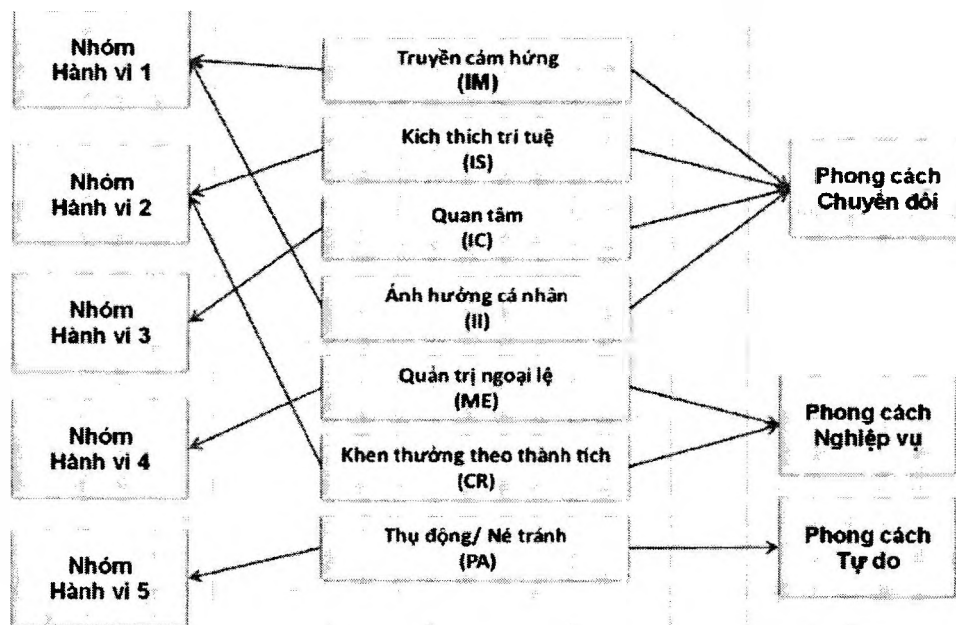 Nhóm
Hành vi 1
Nhóm
Hành vi 2
Nhóm
Hành vi 3
Nhóm
Hành vi 4
Nhóm
Hành vi 5
Truyền cảm hứng
(IM)
Kích thích trí tuệ
(IS)
Quan tâm
(IC)
Ảnh hưởng cá nhân
(II)
Quản trị ngoại lệ
(ME)
Khen thưởng theo thành tích
(CR)
Thụ động/ Né tránh
(PA)
Phong cách
Chuyển đổi
Phong cách
Nghiệp vụ
Phong cách
Tự do